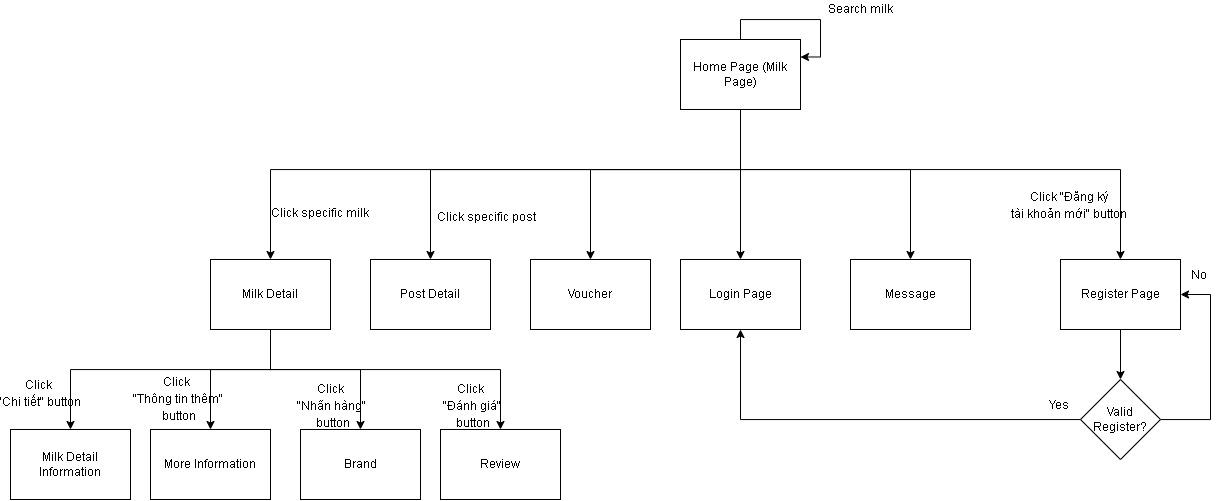 Search milk
Home Page (Milk
Page)
Click specific milk
Click specific post
Click "Đăng ký
tài khoản mới" button
Milk Detail
Post Detail
Voucher
Login Page
Message
Register Page
No
Click
"Chi tiết" button
Click
"Thông tin thêm"
button
Click
"Nhãn hàng"
button
Click
"Đánh giá"
button
Yes
Valid
Register?
Milk Detail
Information
More Information
Brand
Review